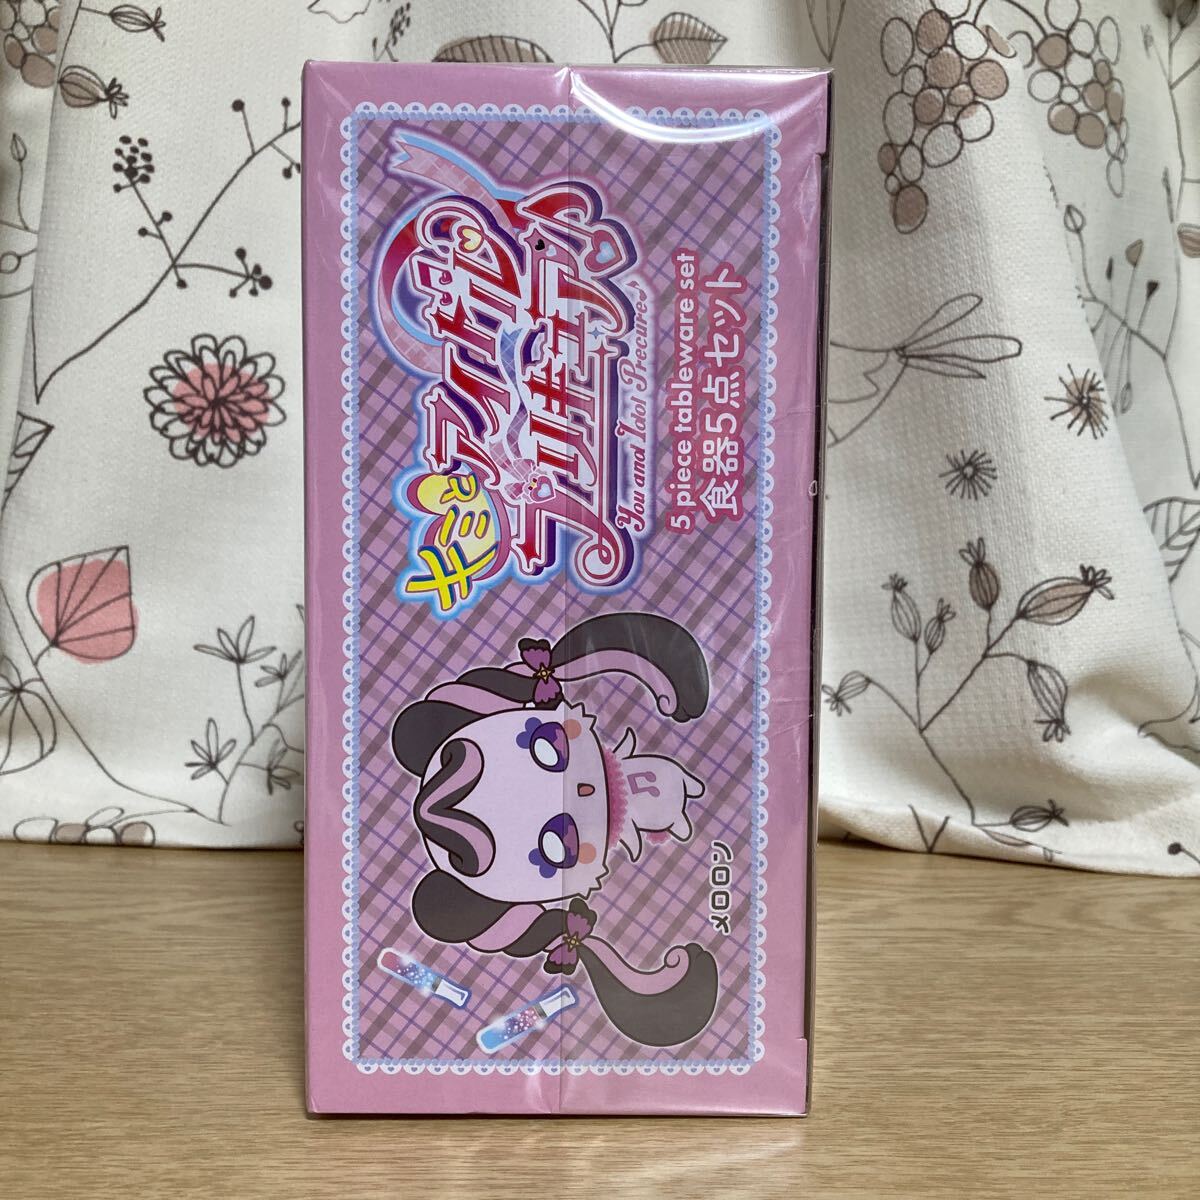 キミとアイドル
プリキュア♪
You and Idol Precure♪
5 piece tableware set
食器5点セット
メロロン